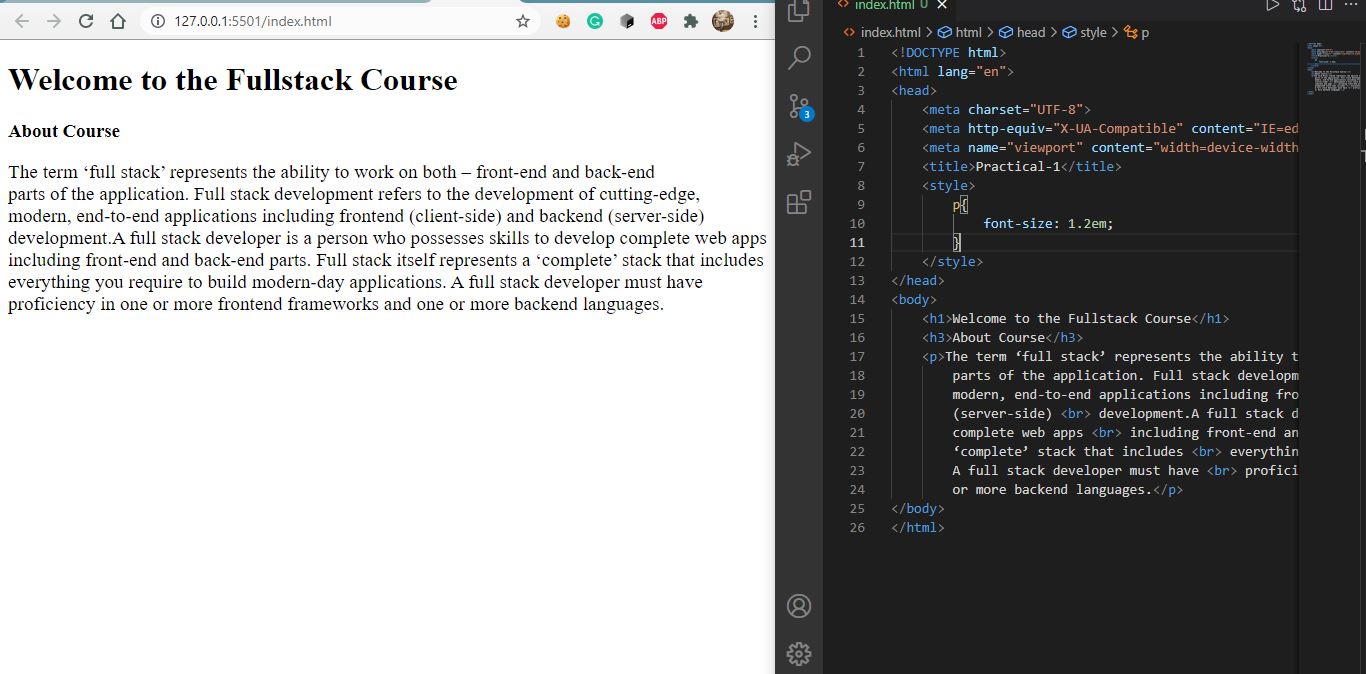 127.0.0.1:5501/index.html
ABP
Welcome to the Fullstack Course
About Course
The term ‘full stack’ represents the ability to work on both – front-end and back-end
parts of the application. Full stack development refers to the development of cutting-edge,
modern, end-to-end applications including frontend (client-side) and backend (server-side)
development.A full stack developer is a person who possesses skills to develop complete web apps
including front-end and back-end parts. Full stack itself represents a ‘complete’ stack that includes
everything you require to build modern-day applications. A full stack developer must have
proficiency in one or more frontend frameworks and one or more backend languages.
3
index.html U
index.html > html > head > style > p
1 <!DOCTYPE html>
2 <html lang="en">
3 <head>
4 <meta charset="UTF-8">
5 <meta http-equiv="X-UA-Compatible" content="IE=ed
6 <meta name="viewport" content="width=device-width
7 <title>Practical-1</title>
8 <style>
9 p{
10 font-size: 1.2em;
11 }
12 </style>
13 </head>
14 <body>
15 <h1>Welcome to the Fullstack Course</h1>
16 <h3>About Course</h3>
17 <p>The term ‘full stack’ represents the ability t
18 parts of the application. Full stack developm
19 modern, end-to-end applications including fro
20 (server-side) <br> development.A full stack d
21 complete web apps <br> including front-end an
22 ‘complete’ stack that includes <br> everythin
23 A full stack developer must have <br> profici
24 or more backend languages.</p>
25 </body>
26 </html>